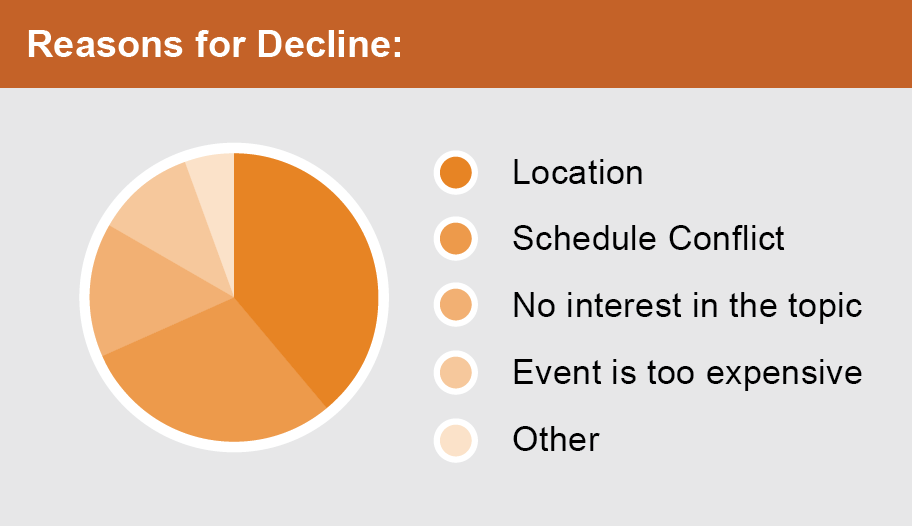 Reasons for Decline:
Location
Schedule Conflict
No interest in the topic
Event is too expensive
Other